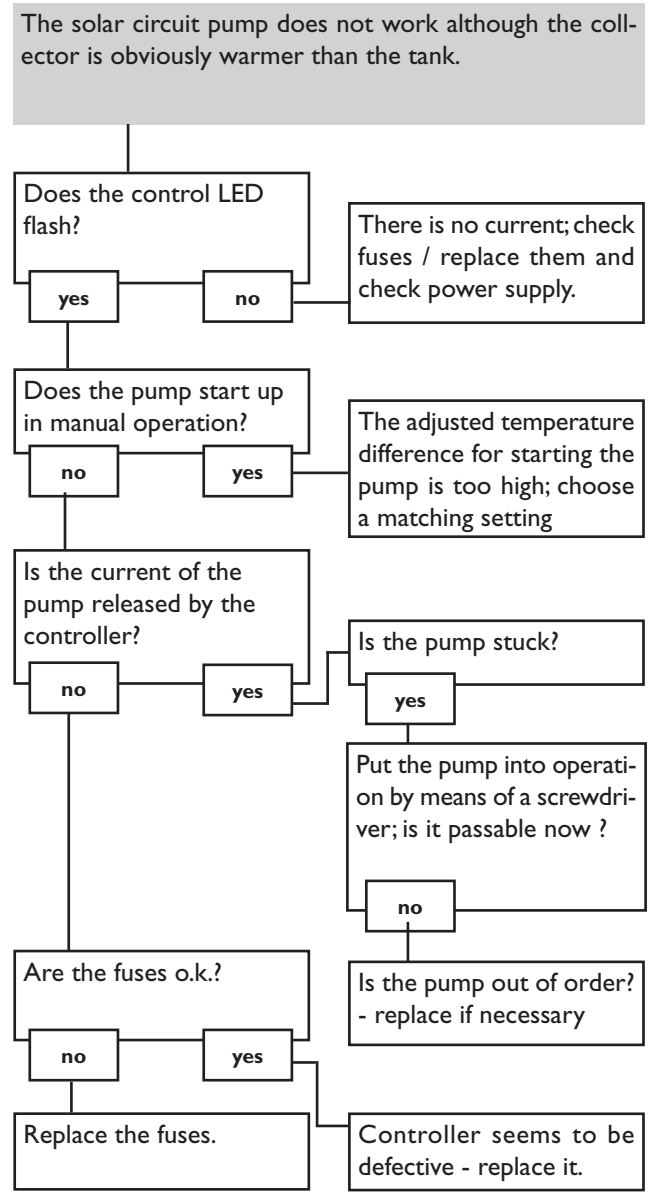 The solar circuit pump does not work although the coll-
ector is obviously warmer than the tank.
Does the control LED
flash?
yes
no
There is no current; check
fuses / replace them and
check power supply.
Does the pump start up
in manual operation?
no
yes
The adjusted temperature
difference for starting the
pump is too high; choose
a matching setting
Is the current of the
pump released by the
controller?
no
yes
Is the pump stuck?
yes
Put the pump into operati-
on by means of a screwdri-
ver; is it passable now ?
no
Is the pump out of order?
- replace if necessary
Are the fuses o.k.?
no
yes
Replace the fuses.
Controller seems to be
defective - replace it.